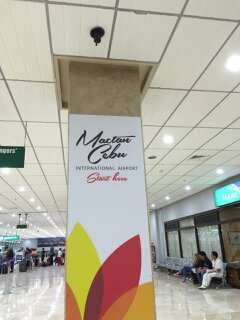 Mactan
Cebu
INTERNATIONAL AIRPORT
Start here